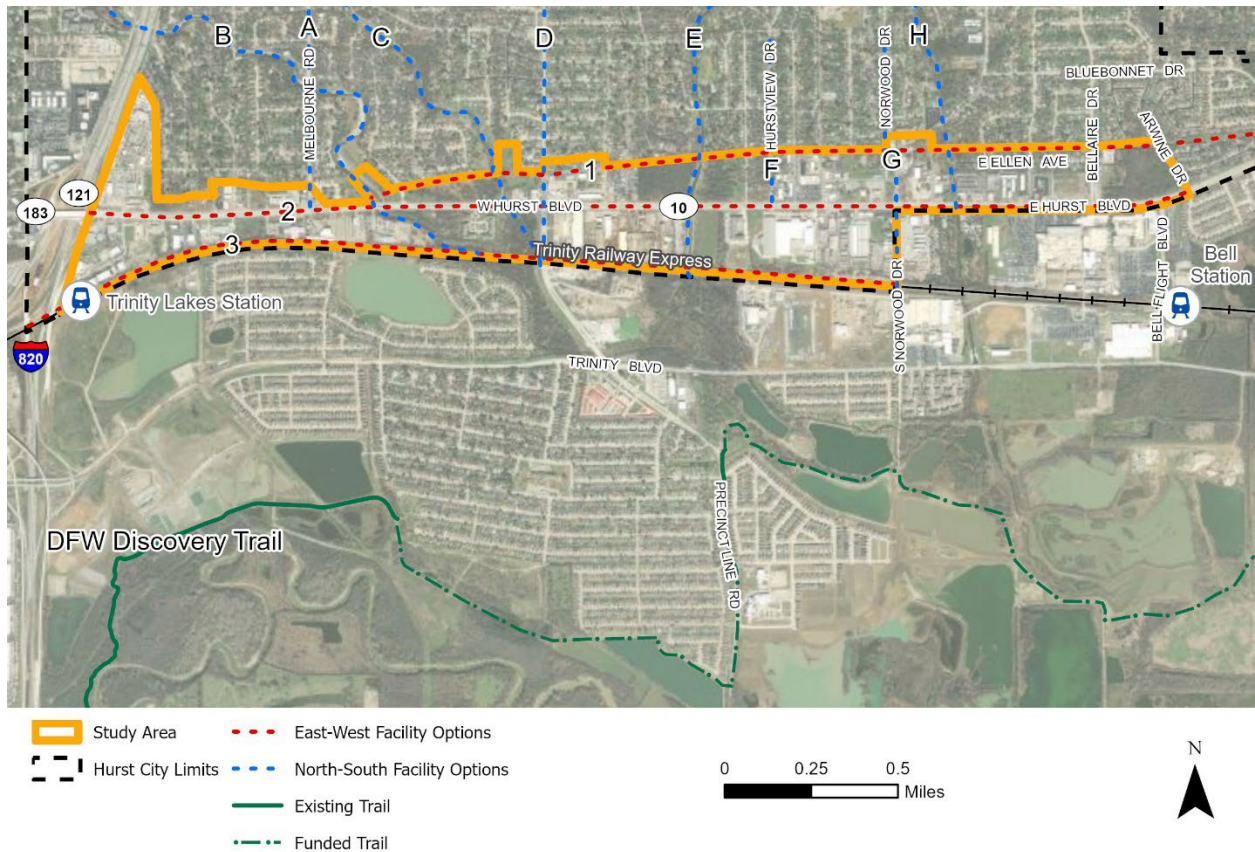 B
A
C
D
E
H
MELBOURNE RD
HURSTVIEW DR
NORWOOD DR
BLUEBONNET DR
BELLAIRE DR
ARWINE DR
1
F
G
E ELLEN AVE
121
183
2
W HURST BLVD
10
E HURST BLVD
3
Trinity Railway Express
Trinity Lakes Station
S NORWOOD DR
BELL-FLIGHT BLVD
Bell
Station
820
TRINITY BLVD
PRECINCT LINE RD
DFW Discovery Trail
Study Area
Hurst City Limits
East-West Facility Options
North-South Facility Options
Existing Trail
Funded Trail
0 0.25 0.5
Miles
N